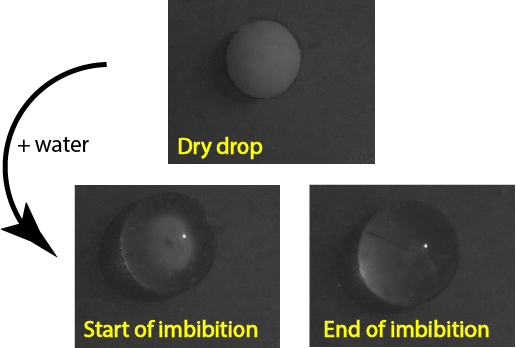 Dry drop
+ water
Start of imbibition
End of imbibition